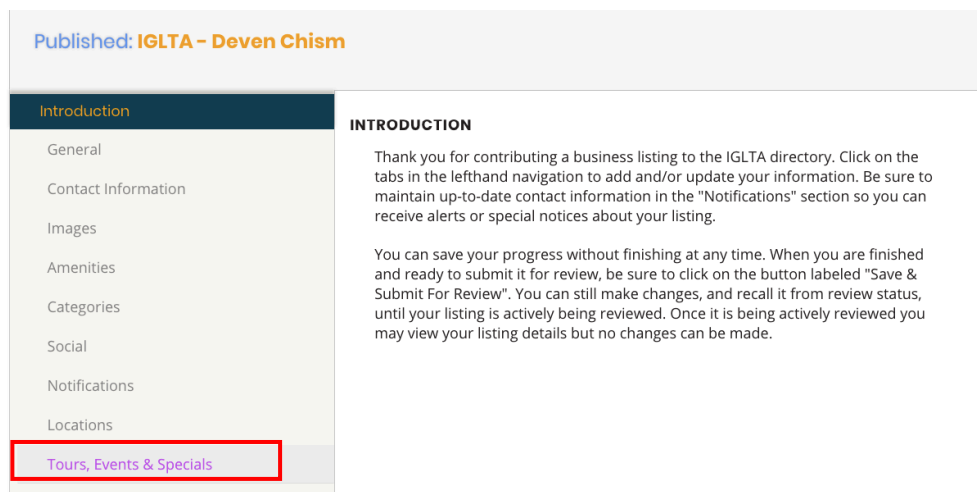 Published: IGLTA - Deven Chism
Introduction
General
Contact Information
Images
Amenities
Categories
Social
Notifications
Locations
Tours, Events & Specials
INTRODUCTION
Thank you for contributing a business listing to the IGLTA directory. Click on the
tabs in the lefthand navigation to add and/or update your information. Be sure to
maintain up-to-date contact information in the "Notifications" section so you can
receive alerts or special notices about your listing.
You can save your progress without finishing at any time. When you are finished
and ready to submit it for review, be sure to click on the button labeled "Save &
Submit For Review". You can still make changes, and recall it from review status,
until your listing is actively being reviewed. Once it is being actively reviewed you
may view your listing details but no changes can be made.